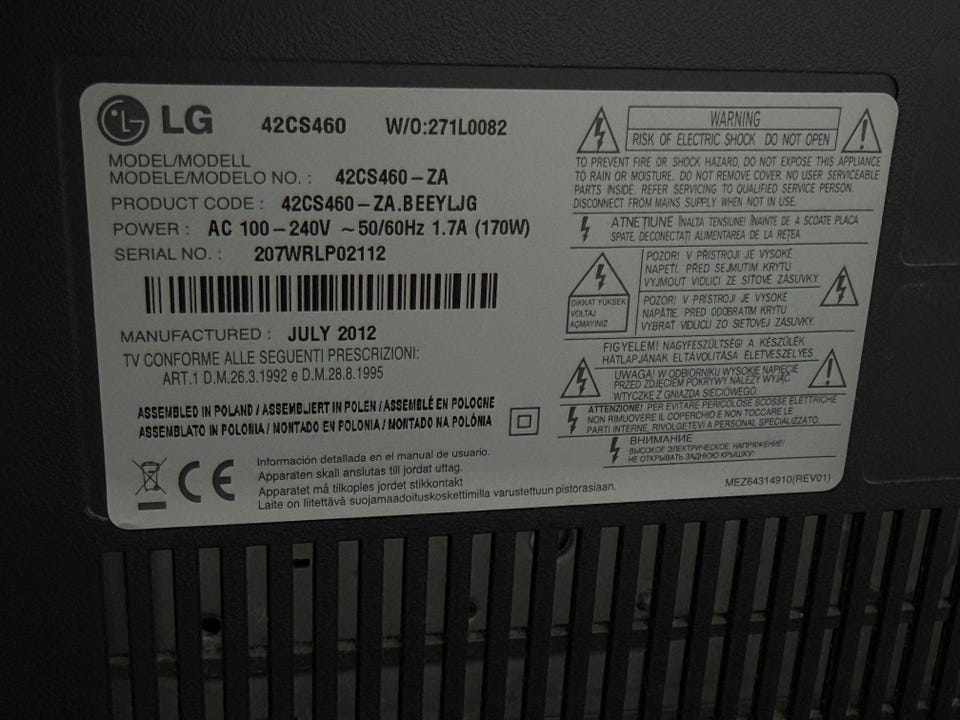 LG 42CS460 W/O:271L0082
MODEL/MODELL
MODELE/MODELO NO. : 42CS460-ZA
PRODUCT CODE : 42CS460-ZA.BEEYLJG
POWER : AC 100-240V ~50/60Hz 1.7A (170W)
SERIAL NO. : 207WRLP02112
MANUFACTURED : JULY 2012
TV CONFORME ALLE SEGUENTI PRESCRIZIONI:
ART.1 D.M.26.3.1992 e D.M.28.8.1995
ASSEMBLED IN POLAND / ASSEMBLIERT IN POLEN / ASSEMBLÉ EN POLOGNE
ASSEMBLATO IN POLONIA / MONTADO EN POLONIA / MONTADO NA POLÓNIA
CE
Información detallada en el manual de usuario.
Apparaten skall anslutas till jordat uttag.
Apparatet må tilkoples jordet stikkontakt
Laite on liitettävä suojamaadoituskoskettimilla varustettuun pistorasiaan.
WARNING
RISK OF ELECTRIC SHOCK DO NOT OPEN
TO PREVENT FIRE OR SHOCK HAZARD, DO NOT EXPOSE THIS APPLIANCE
TO RAIN OR MOISTURE. DO NOT REMOVE COVER. NO USER SERVICEABLE
PARTS INSIDE. REFER SERVICING TO QUALIFIED SERVICE PERSON.
DISCONNECT FROM MAINS SUPPLY WHEN NOT IN USE.
ATNEȚIUNE ÎNALTA TENSIUNE! ÎNAINTE DE A SCOATE PLACA
SPATE, DECONECTAȚI ALIMENTAREA DE LA REȚEA
DIKKAT YÜKSEK
VOLTAJ
AÇMAYINIZ
POZOR! V PŘÍSTROJI JE VYSOKÉ
NAPETÍ. PŘED SEJMUTIM KRYTU
VYJMOUT VIDLICI ZE SÍŤOVÉ ZÁSUVKY.
POZOR! V PRÍSTROJI JE VYSOKÉ
NAPÄTIE. PRED ODOBRATIM KRYTU
VYBRAŤ VIDLICU ZO SIEŤOVEJ ZÁSUVKY.
FIGYELEM! NAGYFESZÜLTSÉG! A KÉSZÜLÉK
HÁTLAPJÁNAK ELTÁVOLÍTÁSA ÉLETVESZÉLYES
UWAGA! W ODBIORNIKU WYSOKIE NAPIĘCIE
PRZED ZDJĘCIEM POKRYWY NALEŻY WYJĄĆ
WTYCZKĘ Z GNIAZDA SIECIOWEGO
ATTENZIONE! PER EVITARE PERICOLOSE SCOSSE ELETTRICHE
NON RIMUOVERE IL COPERCHIO E NON TOCCARE LE
PARTI INTERNE. RIVOLGETEVI A PERSONAL SPECIALIZZATO.
ВНИМАНИЕ
ВЫСОКОЕ ЭЛЕКТРИЧЕСКОЕ НАПРЯЖЕНИЕ!
НЕ ОТКРЫВАТЬ ЗАДНЮЮ КРЫШКУ!
MEZ64314910(REV01)